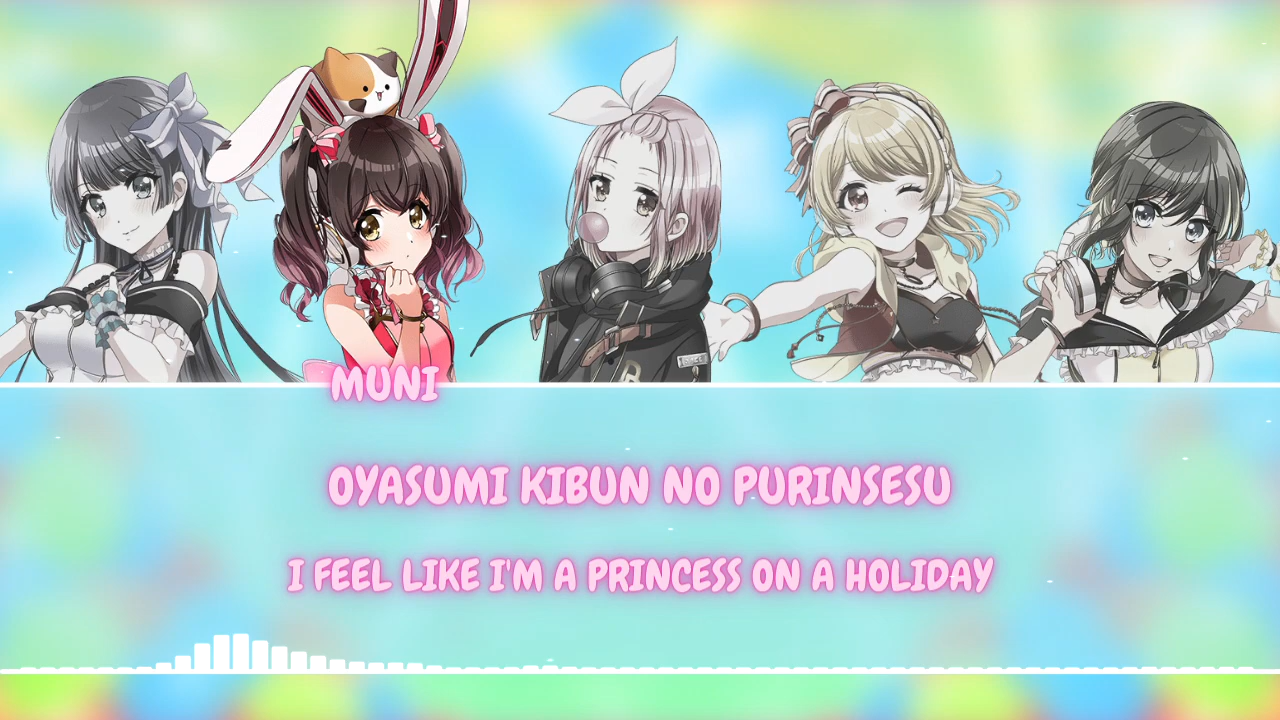 MUNI
OYASUMI KIBUN NO PURINSESU
I FEEL LIKE I'M A PRINCESS ON A HOLIDAY